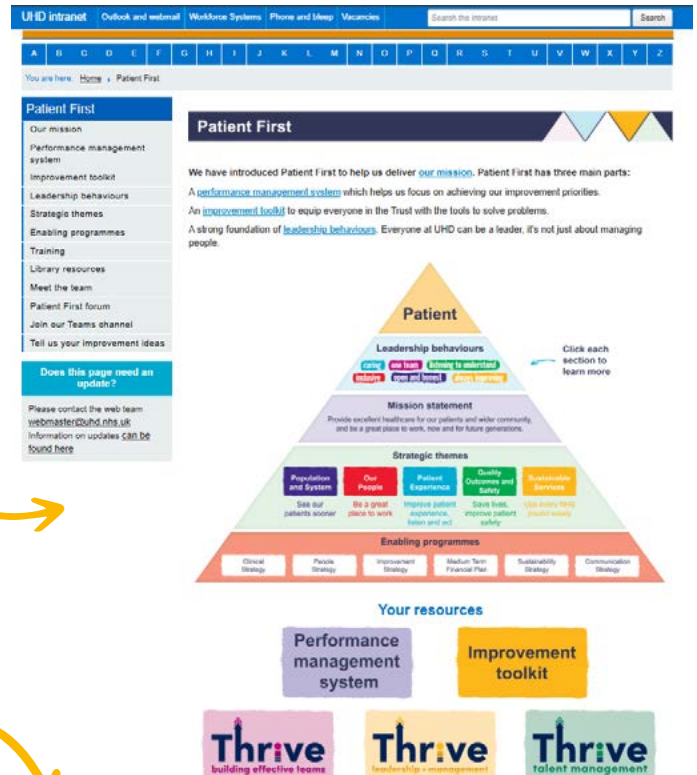 UHD intranet Outlook and webmail Workforce Systems Phone and bleep Vacancies Search the intranet Search
A B C D E F G H I J K L M N O P Q R S T U V W X Y Z
You are here: Home › Patient First
Patient First
Our mission
Performance management
system
Improvement toolkit
Leadership behaviours
Strategic themes
Enabling programmes
Training
Library resources
Meet the team
Patient First forum
Join our Teams channel
Tell us your improvement ideas
Does this page need an
update?
Please contact the web team
webmaster@uhd.nhs.uk
Information on updates can be
found here
Patient First
We have introduced Patient First to help us deliver our mission. Patient First has three main parts:
A performance management system which helps us focus on achieving our improvement priorities.
An improvement toolkit to equip everyone in the Trust with the tools to solve problems.
A strong foundation of leadership behaviours. Everyone at UHD can be a leader, it's not just about managing
people.
Patient
Leadership behaviours
caring one team listening to understand
inclusive open and honest always improving
Click each
section to
learn more
Mission statement
Provide excellent healthcare for our patients and wider community,
and be a great place to work, now and for future generations.
Strategic themes
Population
and System
Our
People
Patient
Experience
Quality
Outcomes and
Safety
Sustainable
Services
See our
patients sooner
Be a great
place to work
Improve patient
experience,
listen and act
Save lives,
improve patient
safety
Use every NHS
pound wisely
Enabling programmes
Clinical
Strategy
People
Strategy
Improvement
Strategy
Medium Term
Financial Plan
Sustainability
Strategy
Communication
Strategy
Your resources
Performance
management
system
Improvement
toolkit
Thrive
building effective teams
Thrive
leadership + management
Thrive
talent management